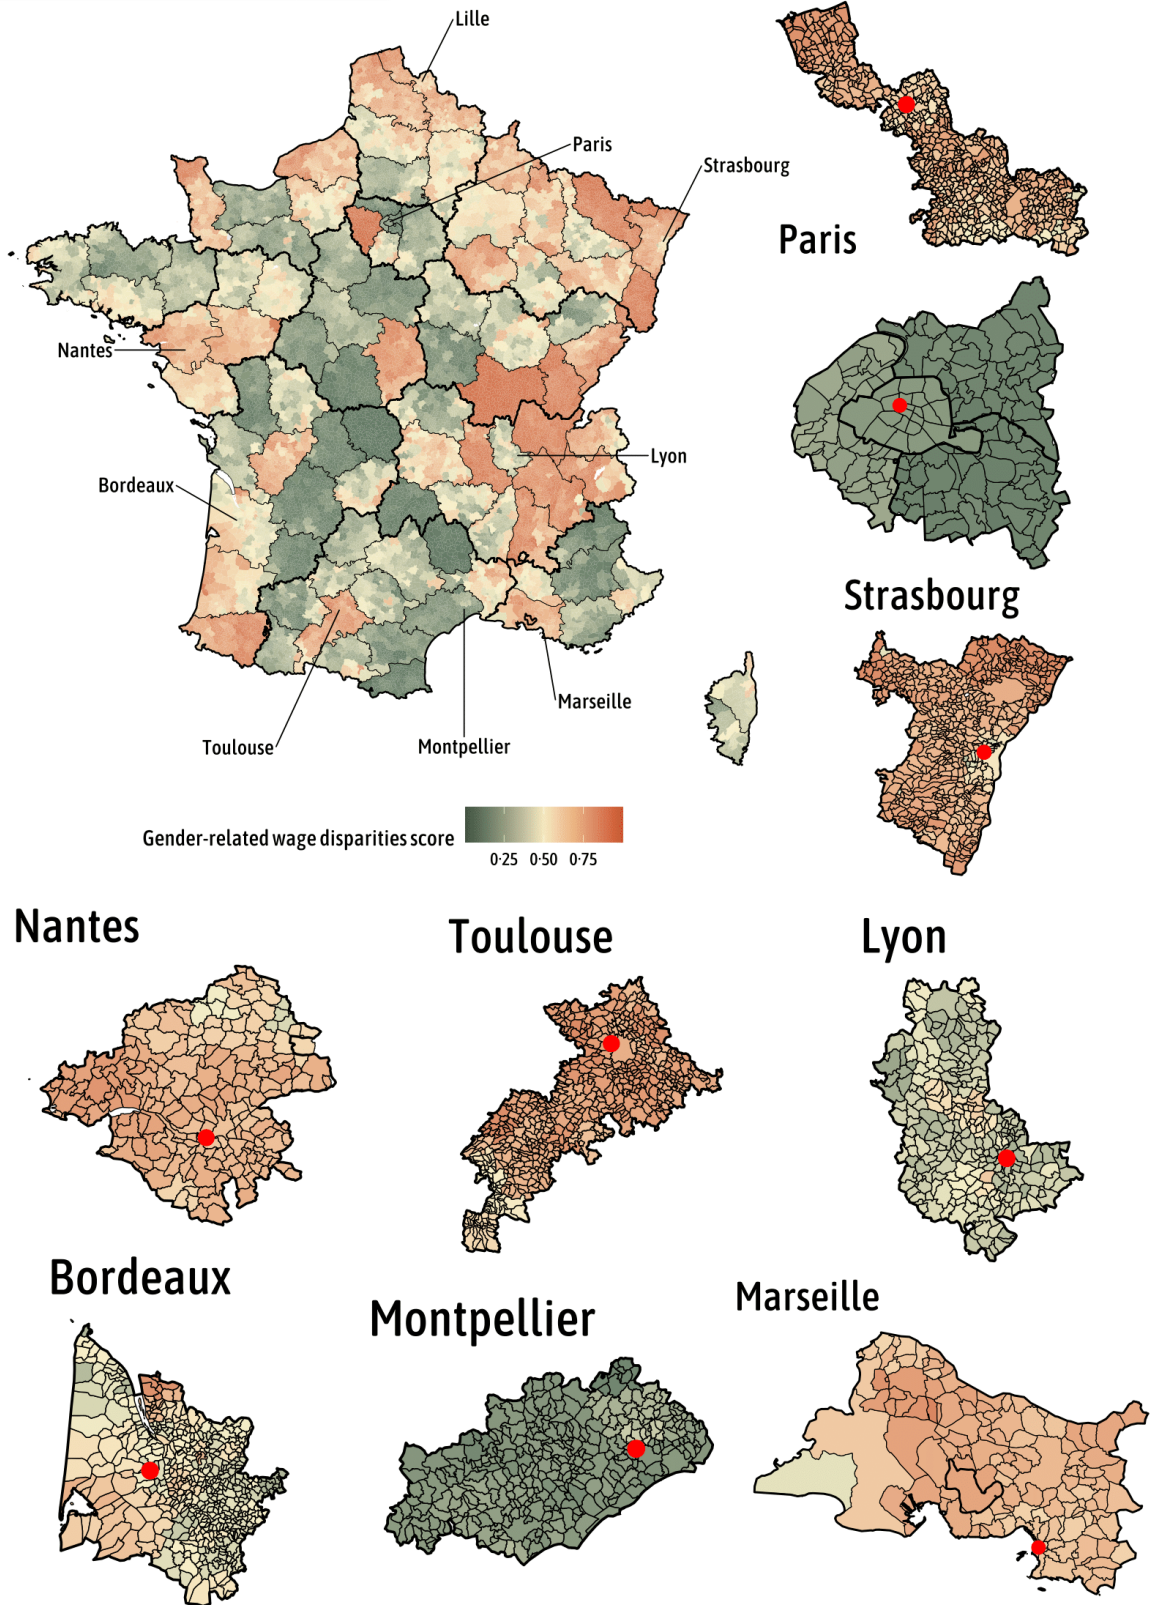 Lille
Paris
Strasbourg
Nantes
Lyon
Bordeaux
Marseille
Toulouse
Montpellier
Gender-related wage disparities score
0·25 0·50 0·75
Paris
Strasbourg
Nantes
Toulouse
Lyon
Bordeaux
Montpellier
Marseille